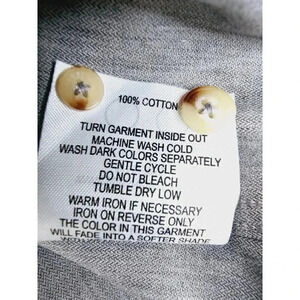 100% COTTON
TURN GARMENT INSIDE OUT
MACHINE WASH COLD
WASH DARK COLORS SEPARATELY
GENTLE CYCLE
DO NOT BLEACH
TUMBLE DRY LOW
WARM IRON IF NECESSARY
IRON ON REVERSE ONLY
THE COLOR IN THIS GARMENT
WILL FADE INTO A SOFTER SHADE